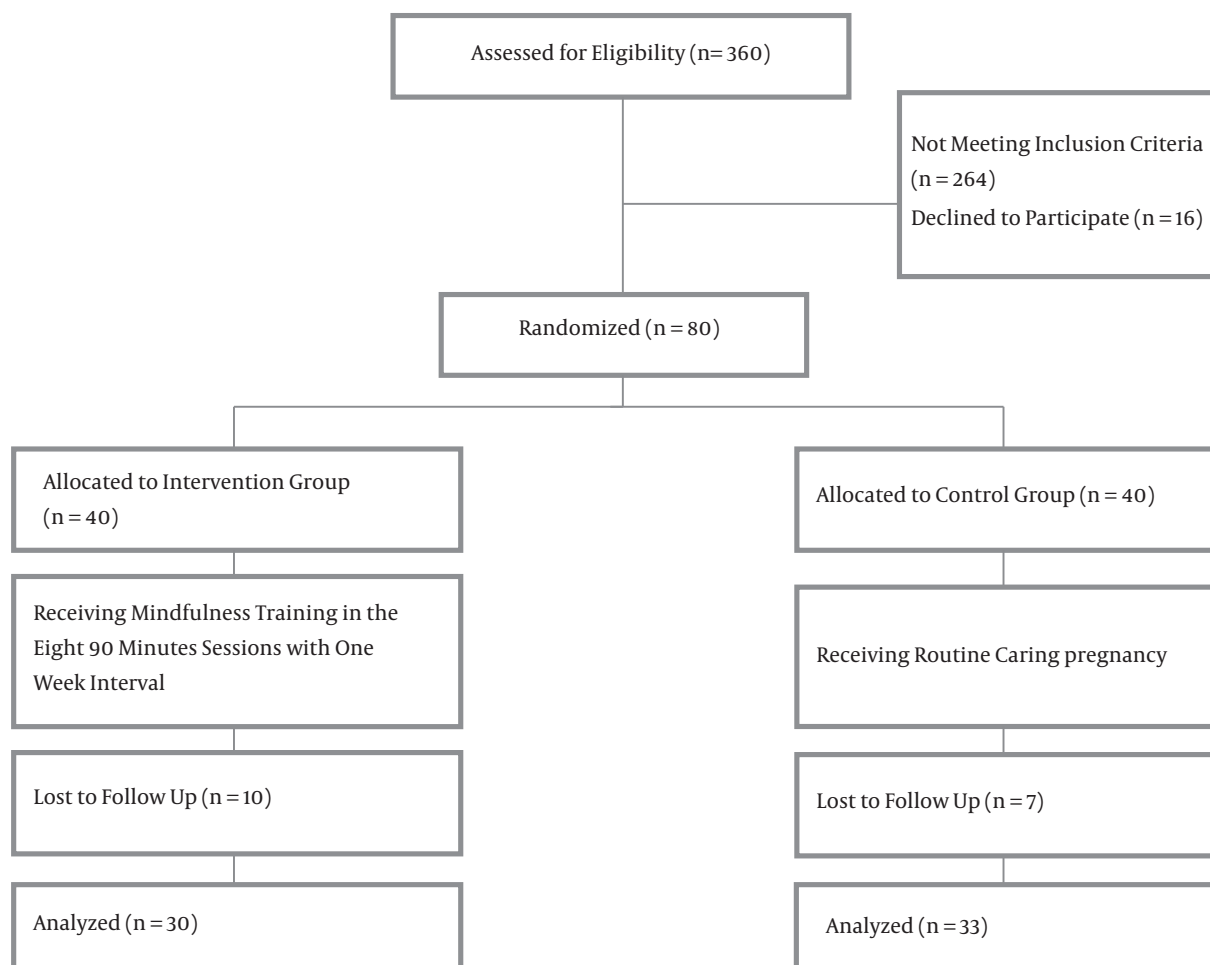 Assessed for Eligibility (n= 360)
Not Meeting Inclusion Criteria
(n = 264)
Declined to Participate (n = 16)
Randomized (n = 80)
Allocated to Intervention Group
(n = 40)
Allocated to Control Group (n = 40)
Receiving Mindfulness Training in the
Eight 90 Minutes Sessions with One
Week Interval
Receiving Routine Caring pregnancy
Lost to Follow Up (n = 10)
Lost to Follow Up (n = 7)
Analyzed (n = 30)
Analyzed (n = 33)